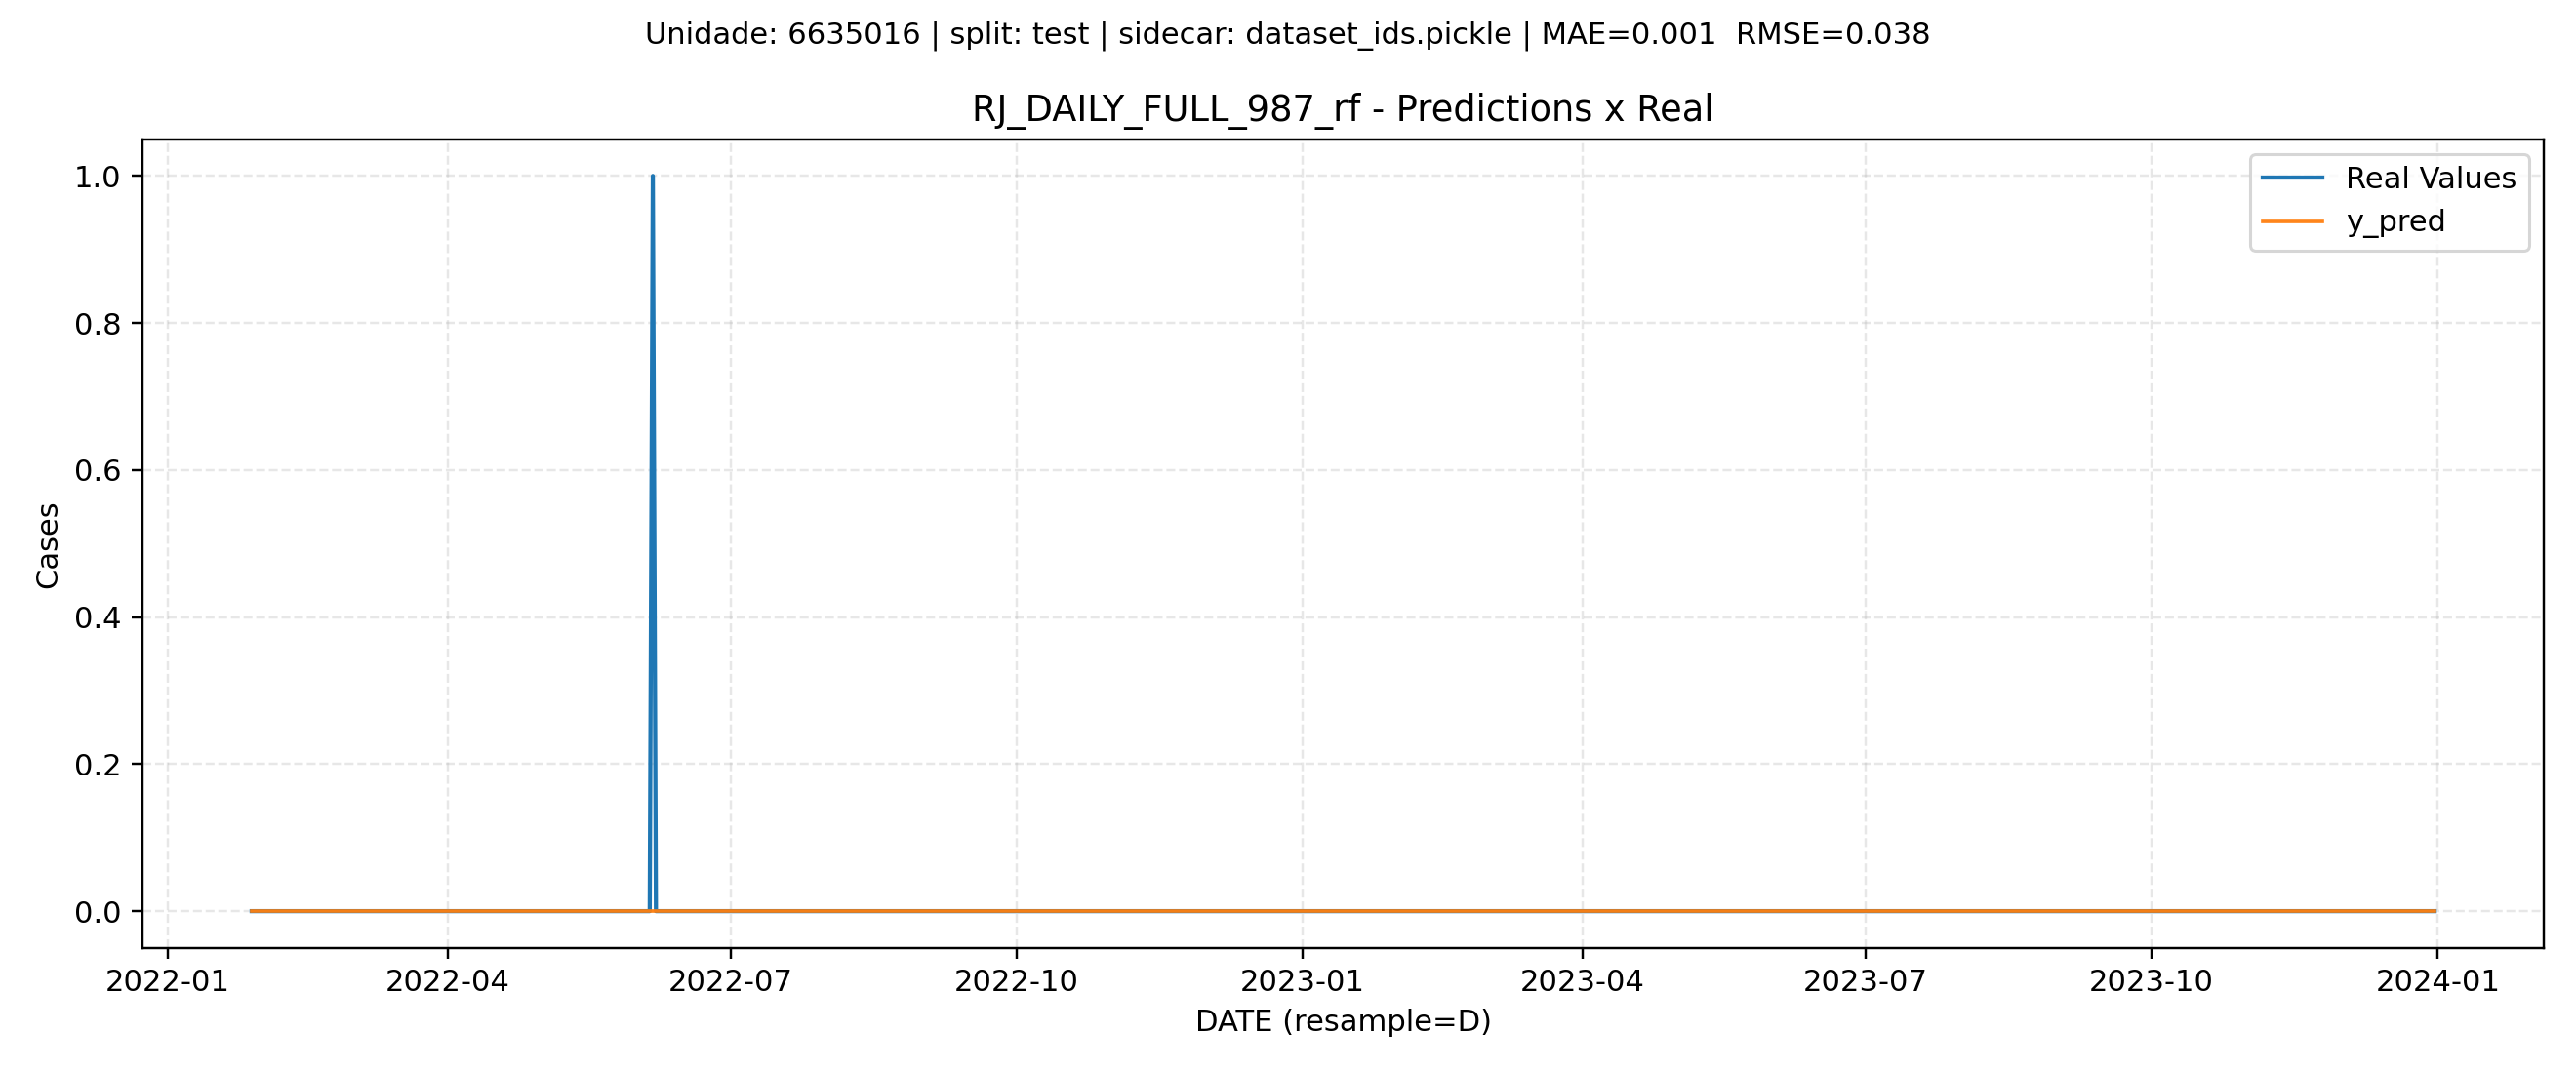 Unidade: 6635016 | split: test | sidecar: dataset_ids.pickle | MAE=0.001  RMSE=0.038
RJ_DAILY_FULL_987_rf - Predictions x Real
Real Values
y_pred
Cases
1.0
0.8
0.6
0.4
0.2
0.0
2022-01 2022-04 2022-07 2022-10 2023-01 2023-04 2023-07 2023-10 2024-01
DATE (resample=D)